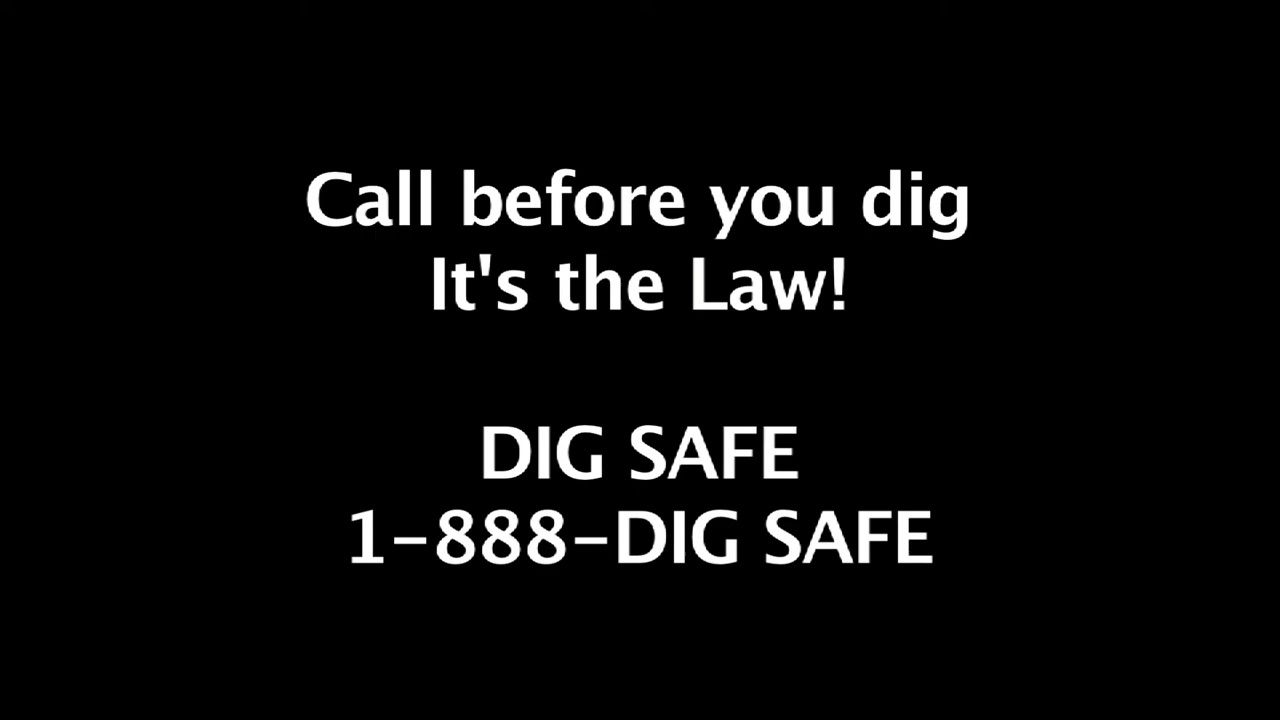 Call before you dig
It's the Law!
DIG SAFE
1-888-DIG SAFE